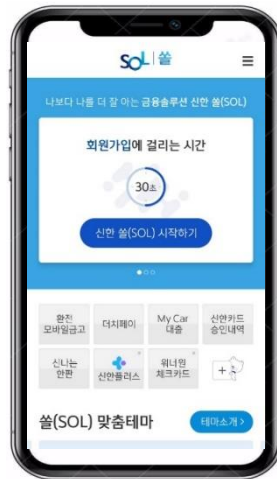 SOL 쏠
나보다 나를 더 잘 아는 금융솔루션 신한 쏠(SOL)
회원가입에 걸리는 시간
30초
신한 쏠(SOL) 시작하기
환전
모바일금고
더치페이
My Car
대출
신한카드
승인내역
신나는
한판
신한플러스
워너원
체크카드
쏠(SOL) 맞춤테마
테마소개 >